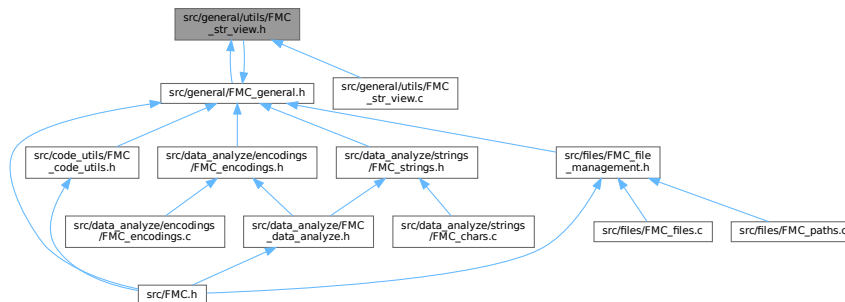 src/general/utils/FMC
_str_view.h
src/general/FMC_general.h
src/general/utils/FMC
_str_view.c
src/code_utils/FMC
_code_utils.h
src/data_analyze/encodings
/FMC_encodings.h
src/data_analyze/strings
/FMC_strings.h
src/files/FMC_file
_management.h
src/data_analyze/encodings
/FMC_encodings.c
src/data_analyze/FMC
_data_analyze.h
src/data_analyze/strings
/FMC_chars.c
src/files/FMC_files.c
src/files/FMC_paths.c
src/FMC.h